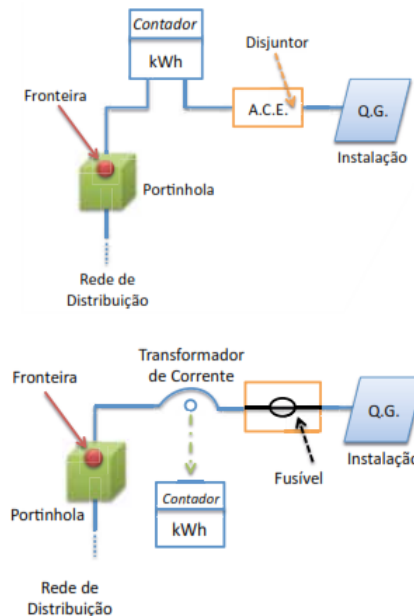 Contador
kWh
Disjuntor
Fronteira
A.C.E.
Q.G.
Instalação
Portinhola
Rede de
Distribuição
Transformador
de Corrente
Fronteira
Q.G.
Instalação
Fusível
Portinhola
Contador
kWh
Rede de
Distribuição